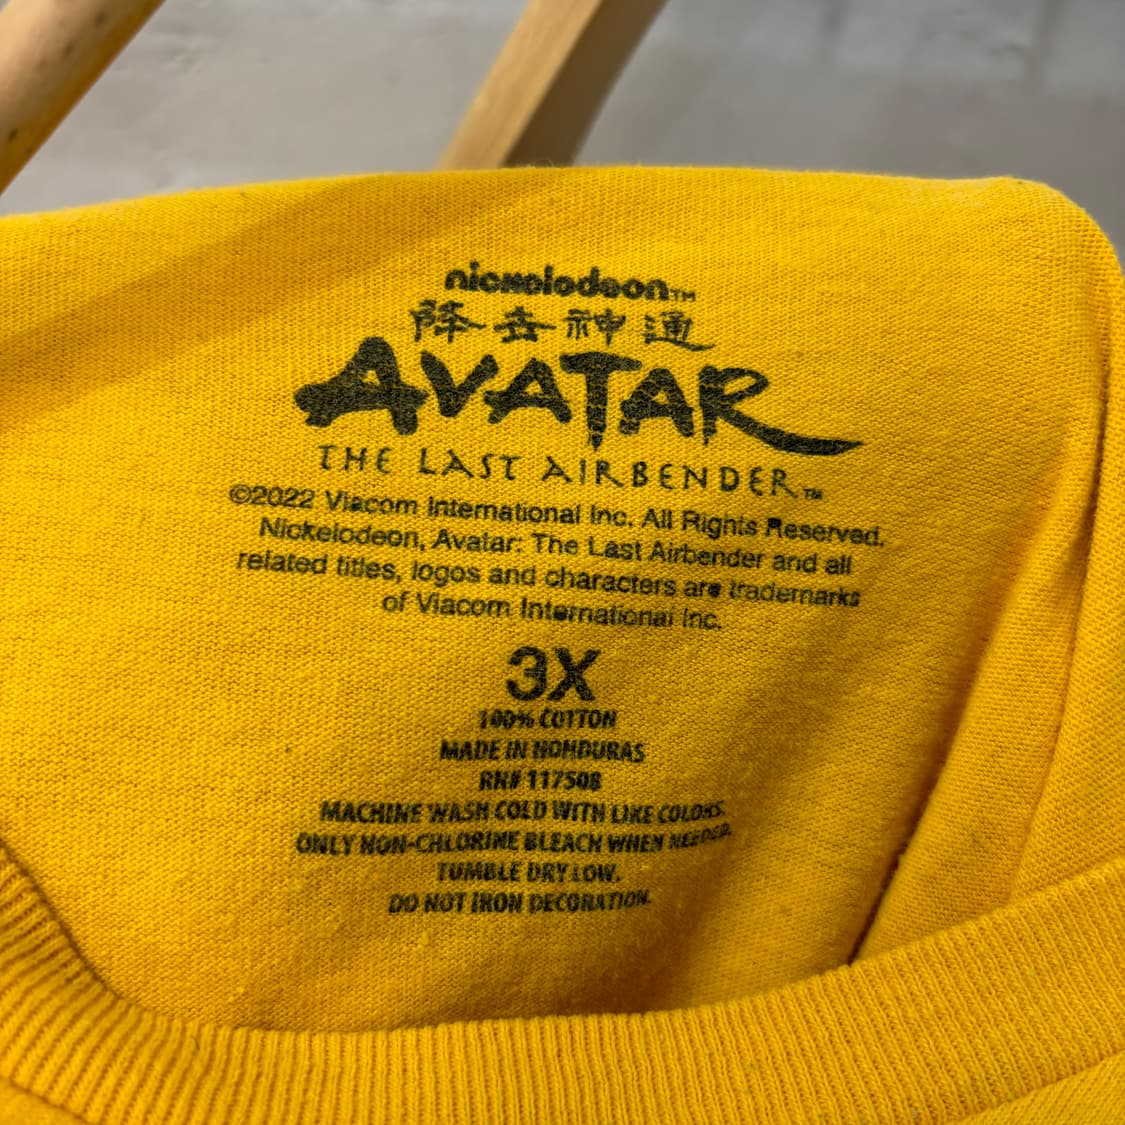 nickelodeon™
降世神通
AVATAR
THE LAST AIRBENDER™
©2022 Viacom International Inc. All Rights Reserved.
Nickelodeon, Avatar: The Last Airbender and all
related titles, logos and characters are trademarks
of Viacom International Inc.
3X
100% COTTON
MADE IN HONDURAS
RN# 117508
MACHINE WASH COLD WITH LIKE COLORS.
ONLY NON-CHLORINE BLEACH WHEN NEEDED.
TUMBLE DRY LOW.
DO NOT IRON DECORATION.